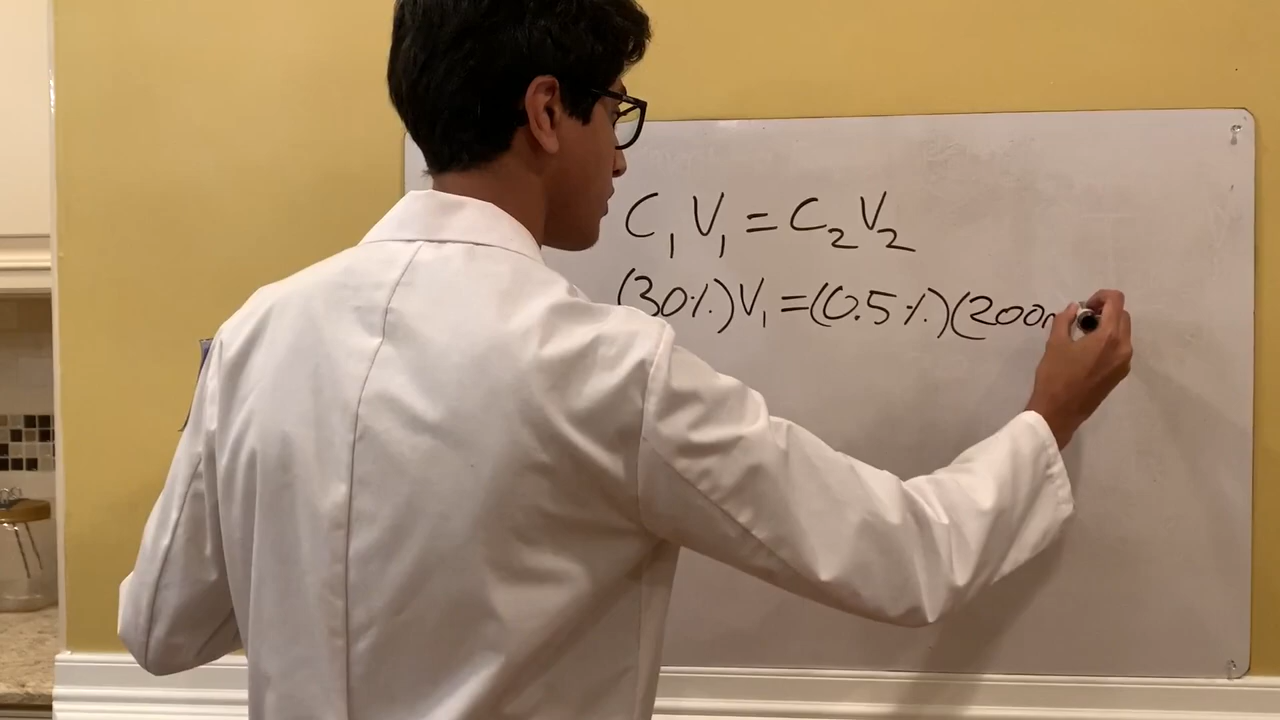 C₁V₁ = C₂V₂
(30%)V₁ = (0.5%)(200m